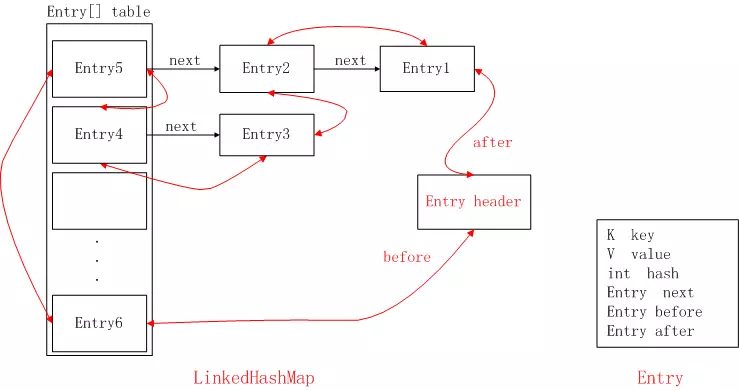 Entry[] table
Entry5
next
Entry2
next
Entry1
Entry4
next
Entry3
after
Entry header
before
.
.
.
Entry6
K key
V value
int hash
Entry next
Entry before
Entry after
LinkedHashMap
Entry